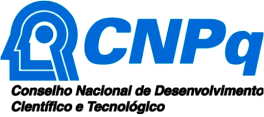 CNPq
Conselho Nacional de Desenvolvimento
Científico e Tecnológico